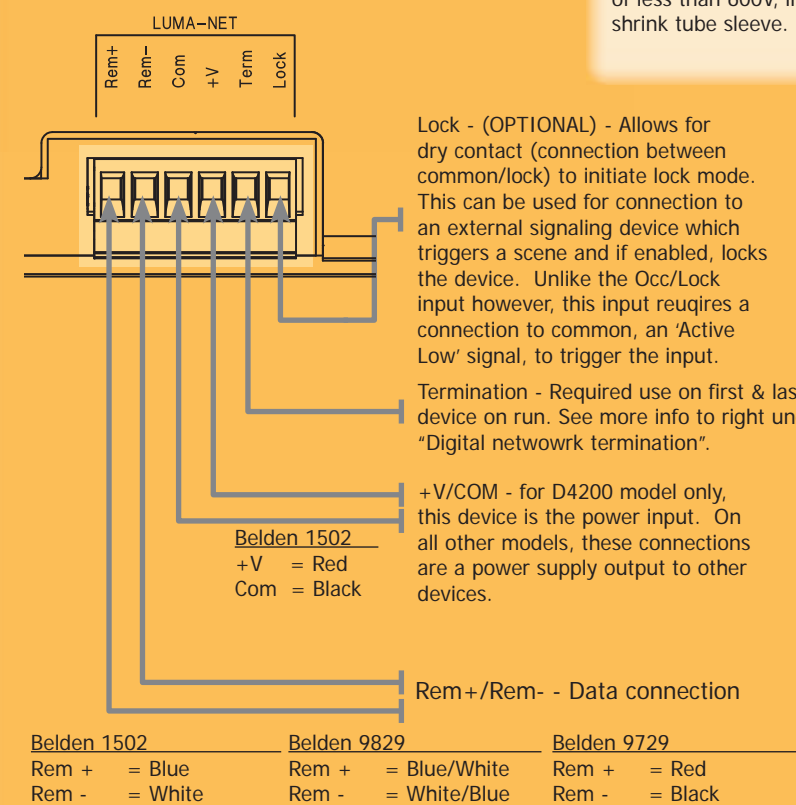 of less than 600V, i
shrink tube sleeve.
LUMA-NET
Rem+ Rem- Com +V Term Lock
Lock - (OPTIONAL) - Allows for
dry contact (connection between
common/lock) to initiate lock mode.
This can be used for connection to
an external signaling device which
triggers a scene and if enabled, locks
the device. Unlike the Occ/Lock
input however, this input reuqires a
connection to common, an ‘Active
Low’ signal, to trigger the input.
Termination - Required use on first & las
device on run. See more info to right un
“Digital netwowrk termination”.
+V/COM - for D4200 model only,
this device is the power input. On
all other models, these connections
are a power supply output to other
devices.
Belden 1502
+V = Red
Com = Black
Rem+/Rem- - Data connection
Belden 1502 Belden 9829 Belden 9729
Rem + = Blue Rem + = Blue/White Rem + = Red
Rem - = White Rem - = White/Blue Rem - = Black